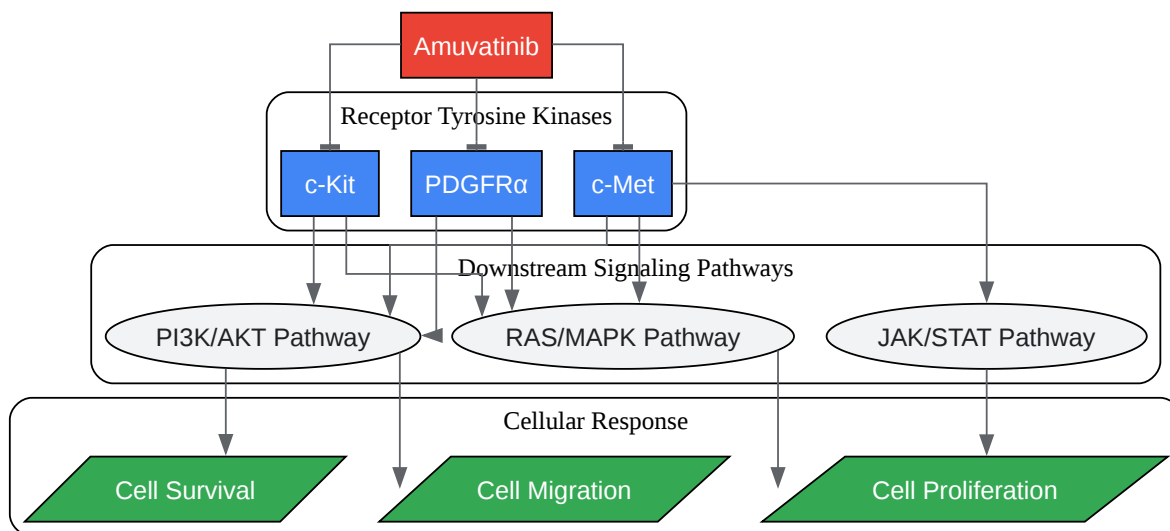 Amuvatinib
Receptor Tyrosine Kinases
c-Kit
PDGFRα
c-Met
Downstream Signaling Pathways
PI3K/AKT Pathway
RAS/MAPK Pathway
JAK/STAT Pathway
Cellular Response
Cell Survival
Cell Migration
Cell Proliferation